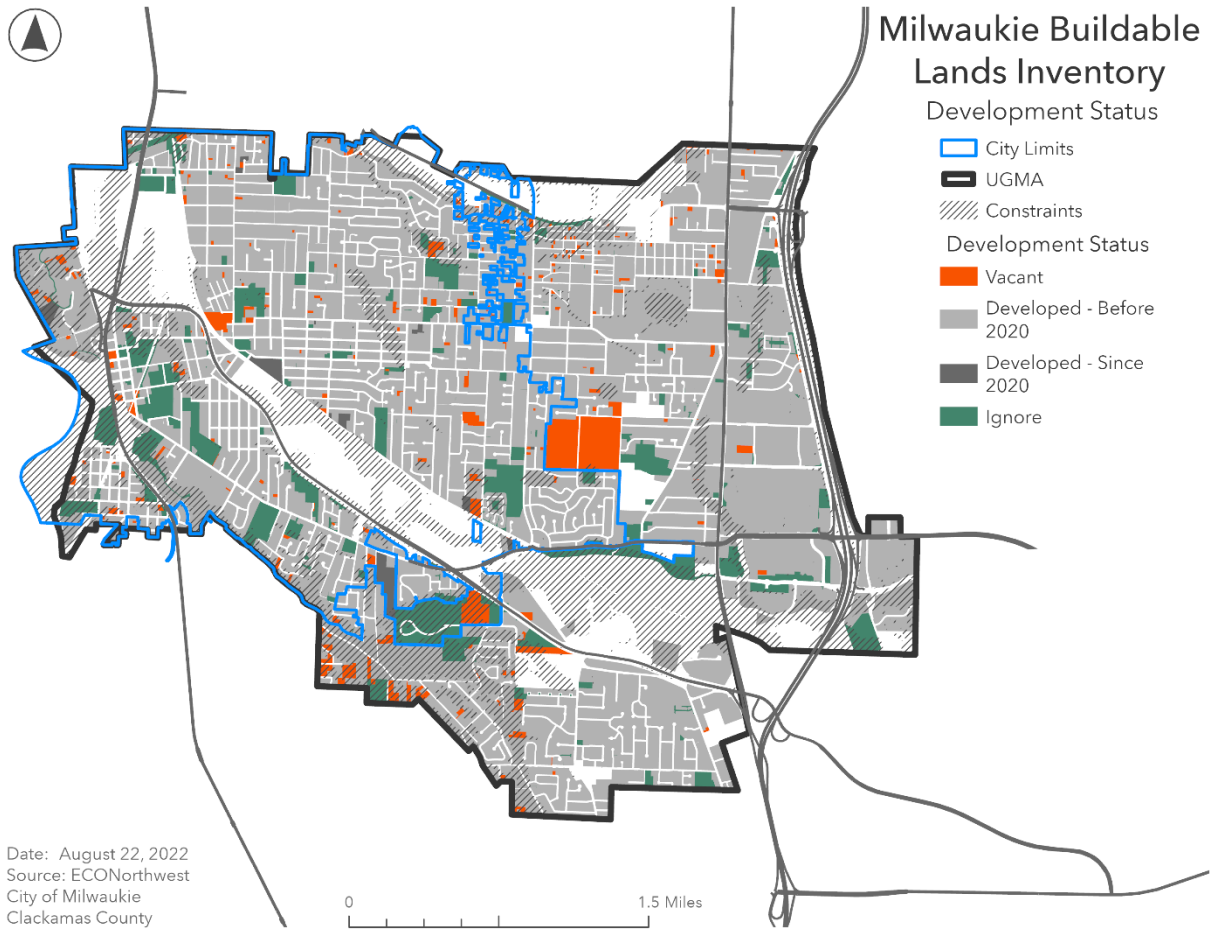 Milwaukie Buildable
Lands Inventory
Development Status
City Limits
UGMA
Constraints
Development Status
Vacant
Developed - Before
2020
Developed - Since
2020
Ignore
Date: August 22, 2022
Source: ECONorthwest
City of Milwaukie
Clackamas County
0 1.5 Miles